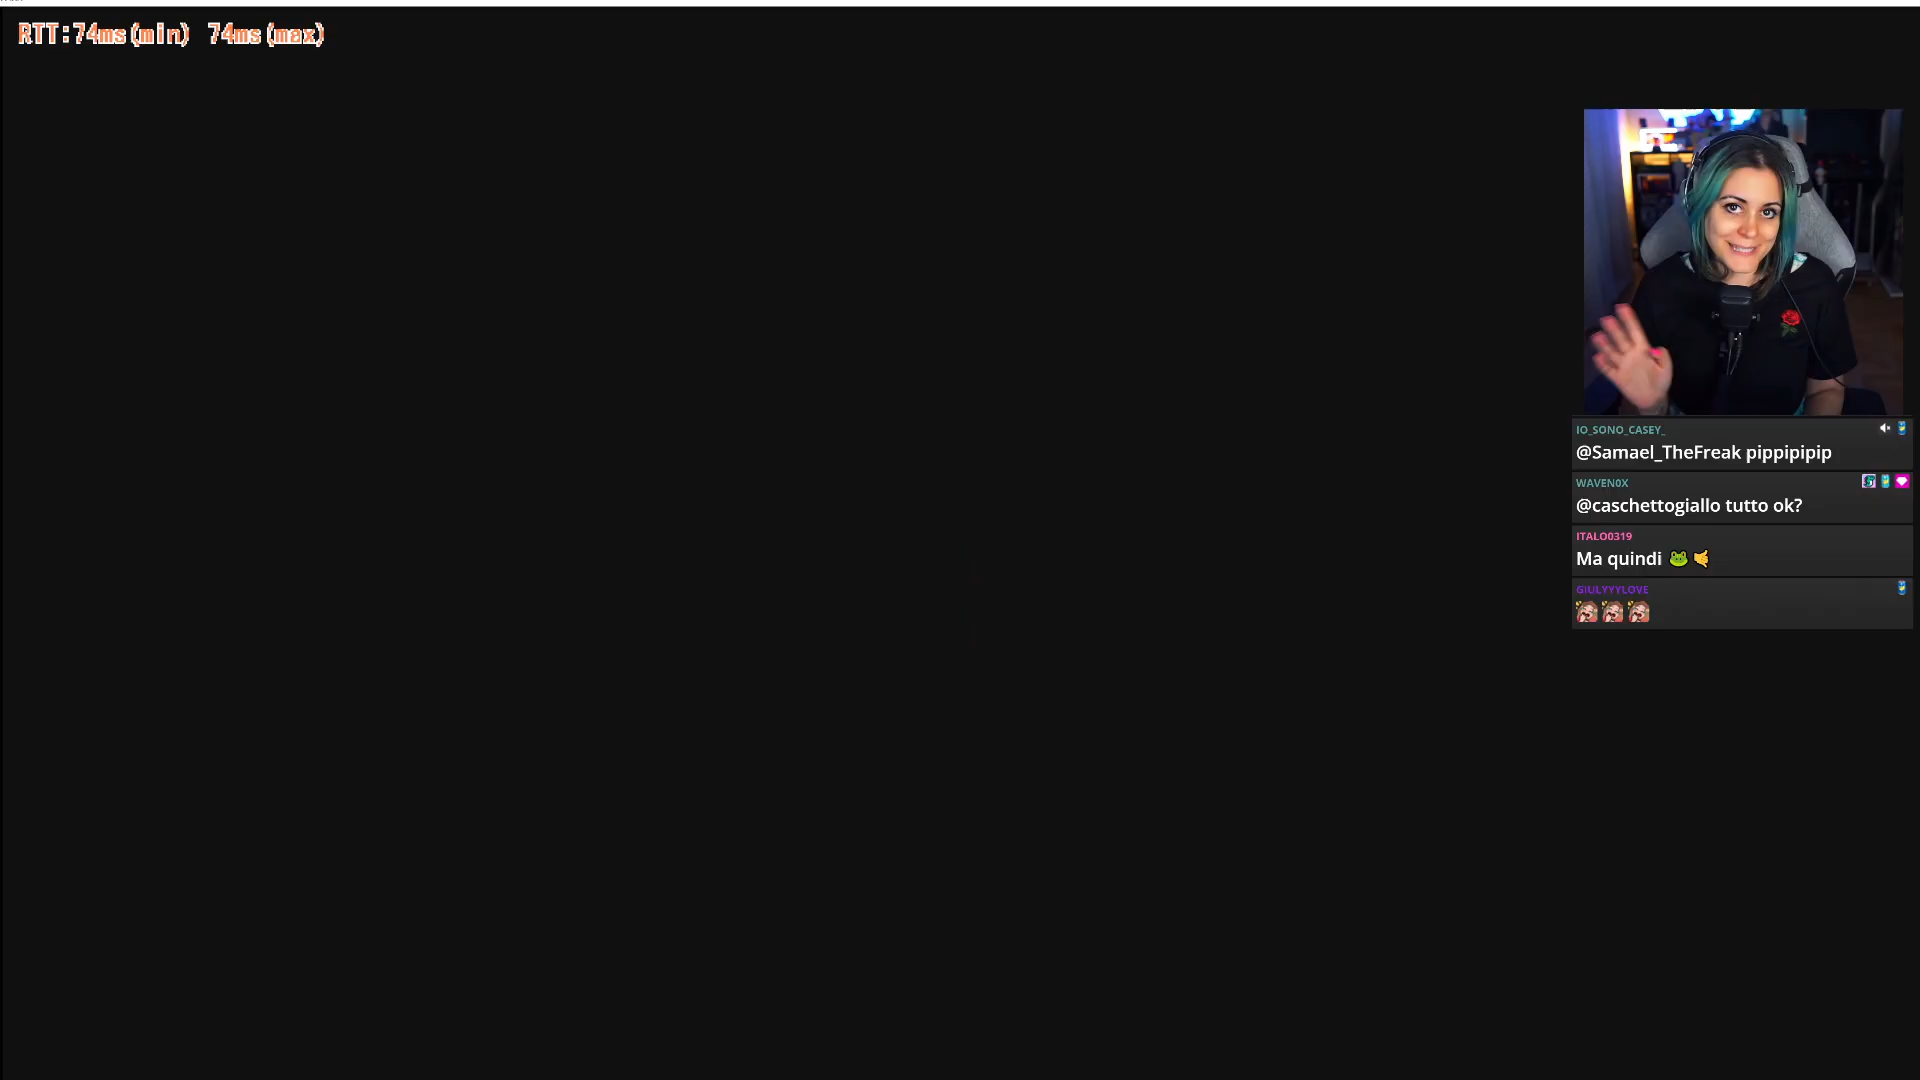 RTT:74ms(min) 74ms(max)
IO_SONO_CASEY_
@Samael_TheFreak pippipipip
WAVEN0X
@caschettogiallo tutto ok?
ITALO0319
Ma quindi 🐸🤙
GIULYYYLOVE